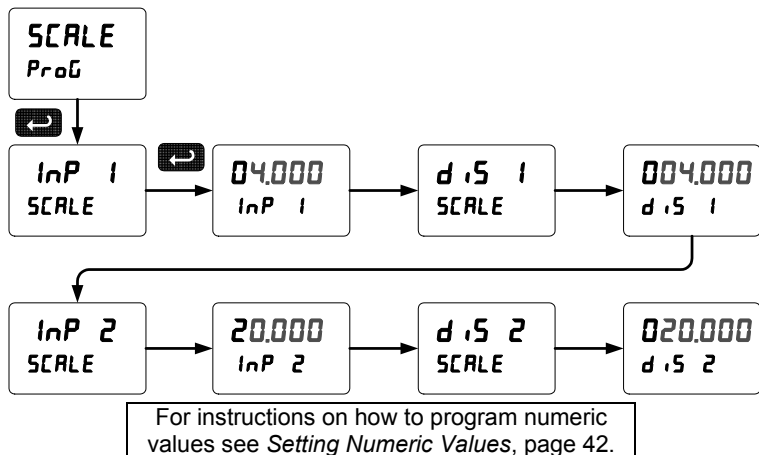 SCALE
ProG
InP 1
SCALE
04.000
InP 1
diS 1
SCALE
004.000
diS 1
InP 2
SCALE
20.000
InP 2
diS 2
SCALE
020.000
diS 2
For instructions on how to program numeric
values see Setting Numeric Values, page 42.